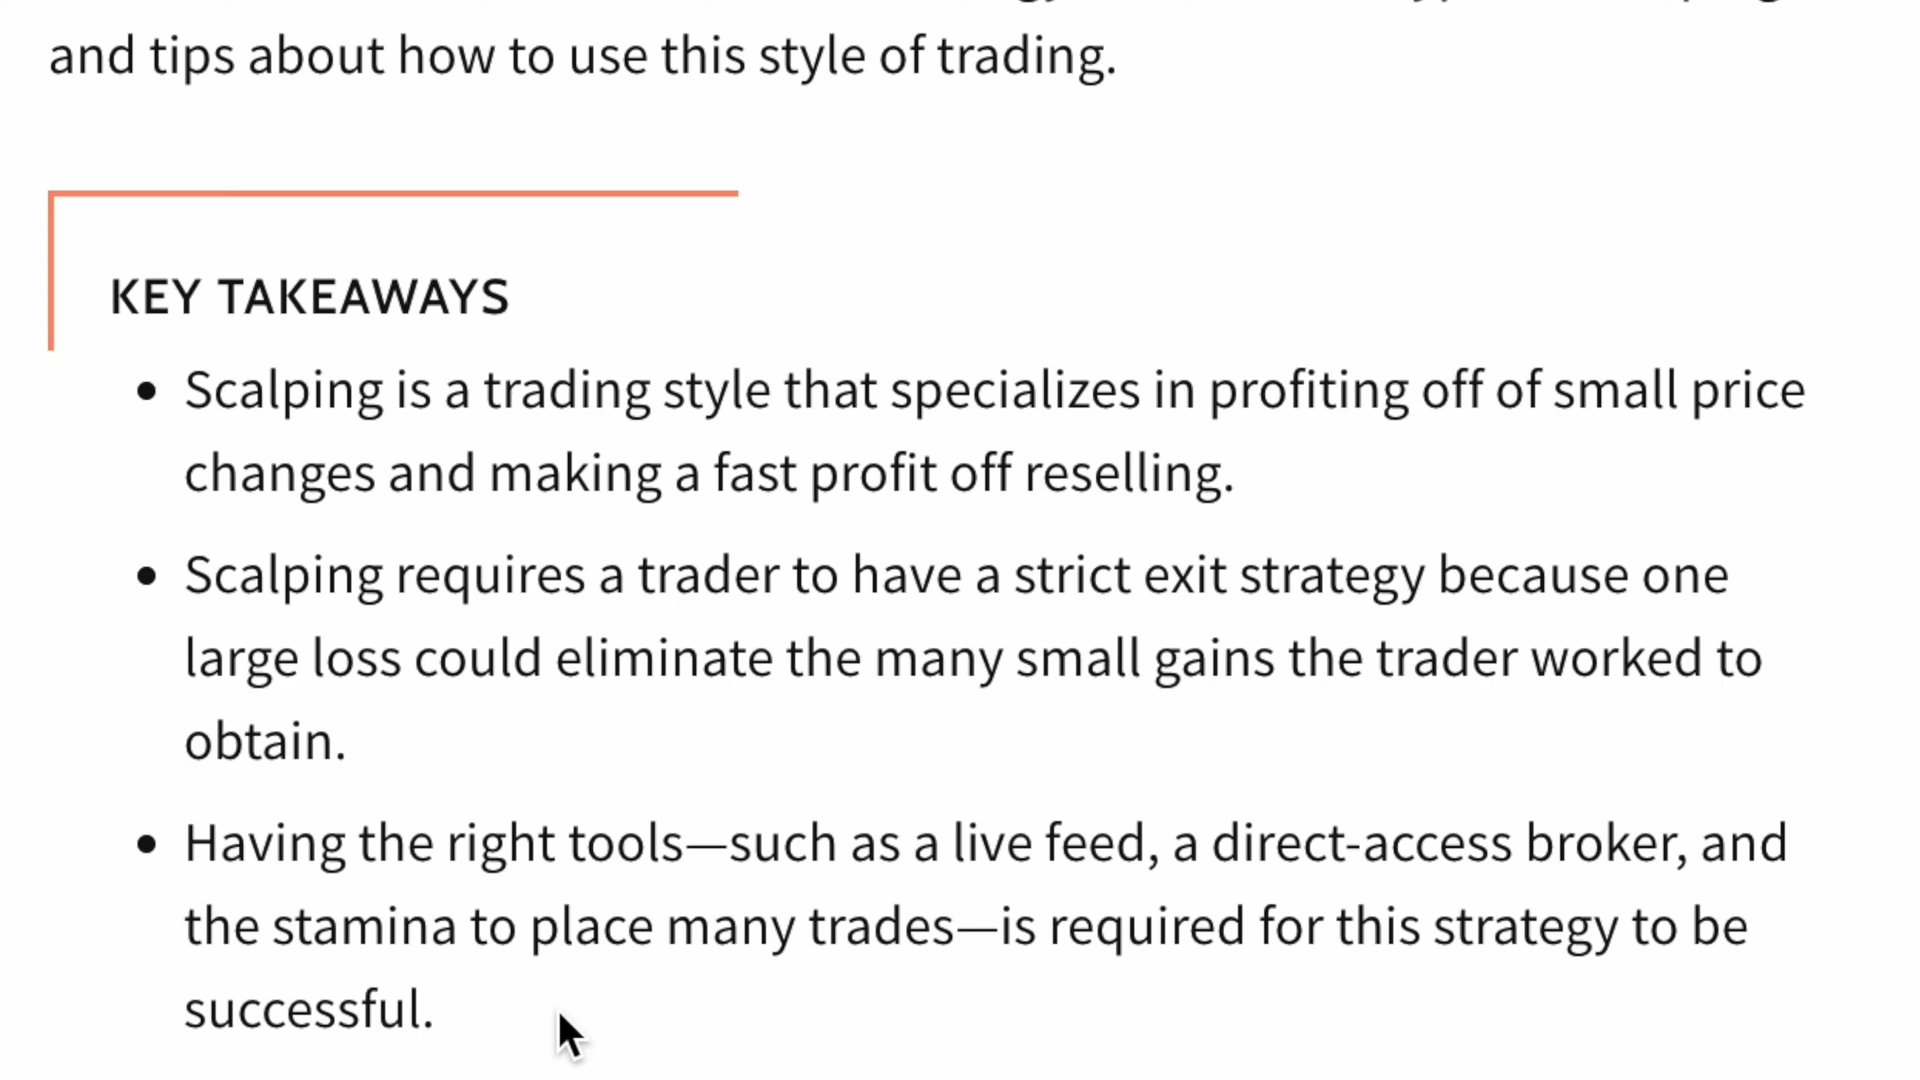 and tips about how to use this style of trading.
KEY TAKEAWAYS
• Scalping is a trading style that specializes in profiting off of small price
changes and making a fast profit off reselling.
• Scalping requires a trader to have a strict exit strategy because one
large loss could eliminate the many small gains the trader worked to
obtain.
• Having the right tools—such as a live feed, a direct-access broker, and
the stamina to place many trades—is required for this strategy to be
successful.